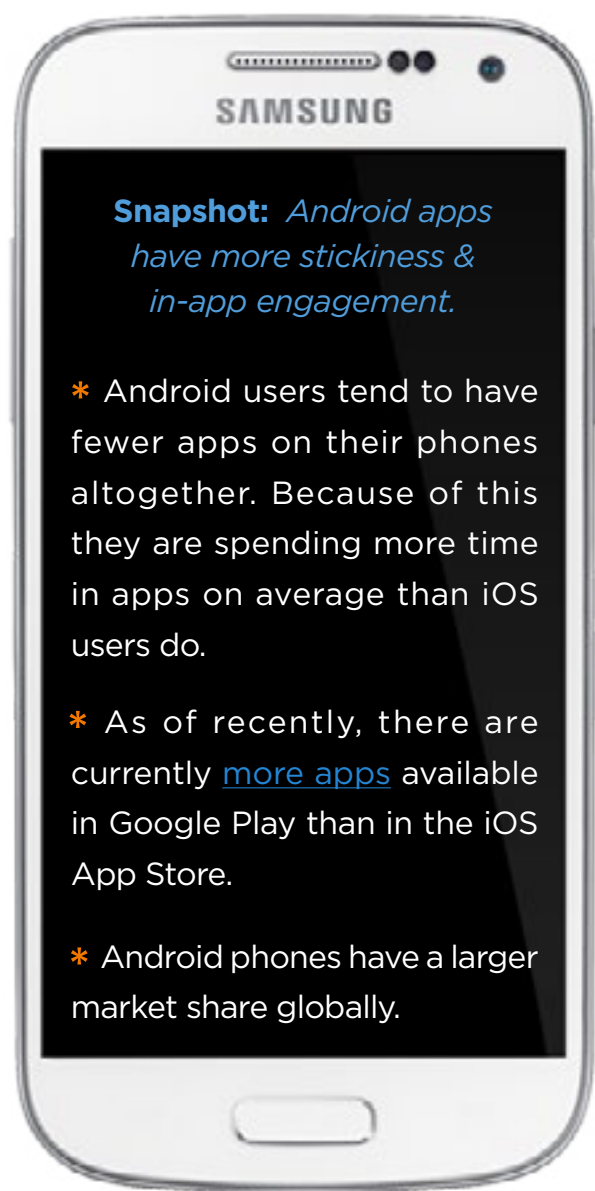 SAMSUNG
Snapshot: Android apps
have more stickiness &
in-app engagement.
* Android users tend to have
fewer apps on their phones
altogether. Because of this
they are spending more time
in apps on average than iOS
users do.
* As of recently, there are
currently more apps available
in Google Play than in the iOS
App Store.
* Android phones have a larger
market share globally.